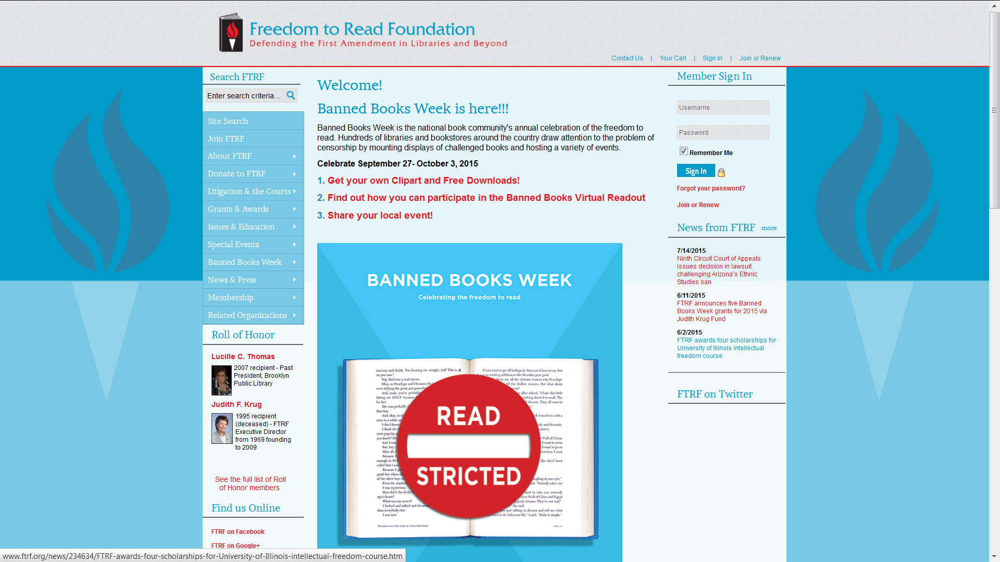 Freedom to Read Foundation
Defending the First Amendment in Libraries and Beyond
Contact Us | Your Cart | Sign In | Join or Renew
Search FTRF
Enter search criteria...
Site Search
Join FTRF
About FTRF
Donate to FTRF
Litigation & the Courts
Grants & Awards
Issues & Education
Special Events
Banned Books Week
News & Press
Membership
Related Organizations
Roll of Honor
Lucille C. Thomas
2007 recipient - Past
President, Brooklyn
Public Library
Judith F. Krug
1995 recipient
(deceased) - FTRF
Executive Director
from 1969 founding
to 2009
See the full list of Roll
of Honor members
Find us Online
FTRF on Facebook
FTRF on Google+
Welcome!
Banned Books Week is here!!!
Banned Books Week is the national book community's annual celebration of the freedom to
read. Hundreds of libraries and bookstores around the country draw attention to the problem of
censorship by mounting displays of challenged books and hosting a variety of events.
Celebrate September 27- October 3, 2015
1. Get your own Clipart and Free Downloads!
2. Find out how you can participate in the Banned Books Virtual Readout
3. Share your local event!
BANNED BOOKS WEEK
Celebrating the freedom to read
READ
STRICTED
Member Sign In
Username
Password
Remember Me
Sign In
Forgot your password?
Join or Renew
News from FTRF more
7/14/2015
Ninth Circuit Court of Appeals
issues decision in lawsuit
challenging Arizona's Ethnic
Studies ban
6/11/2015
FTRF announces five Banned
Books Week grants for 2015 via
Judith Krug Fund
6/2/2015
FTRF awards four scholarships for
University of Illinois intellectual
freedom course
FTRF on Twitter
www.ftrf.org/news/234634/FTRF-awards-four-scholarships-for-University-of-Illinois-intellectual-freedom-course.htm